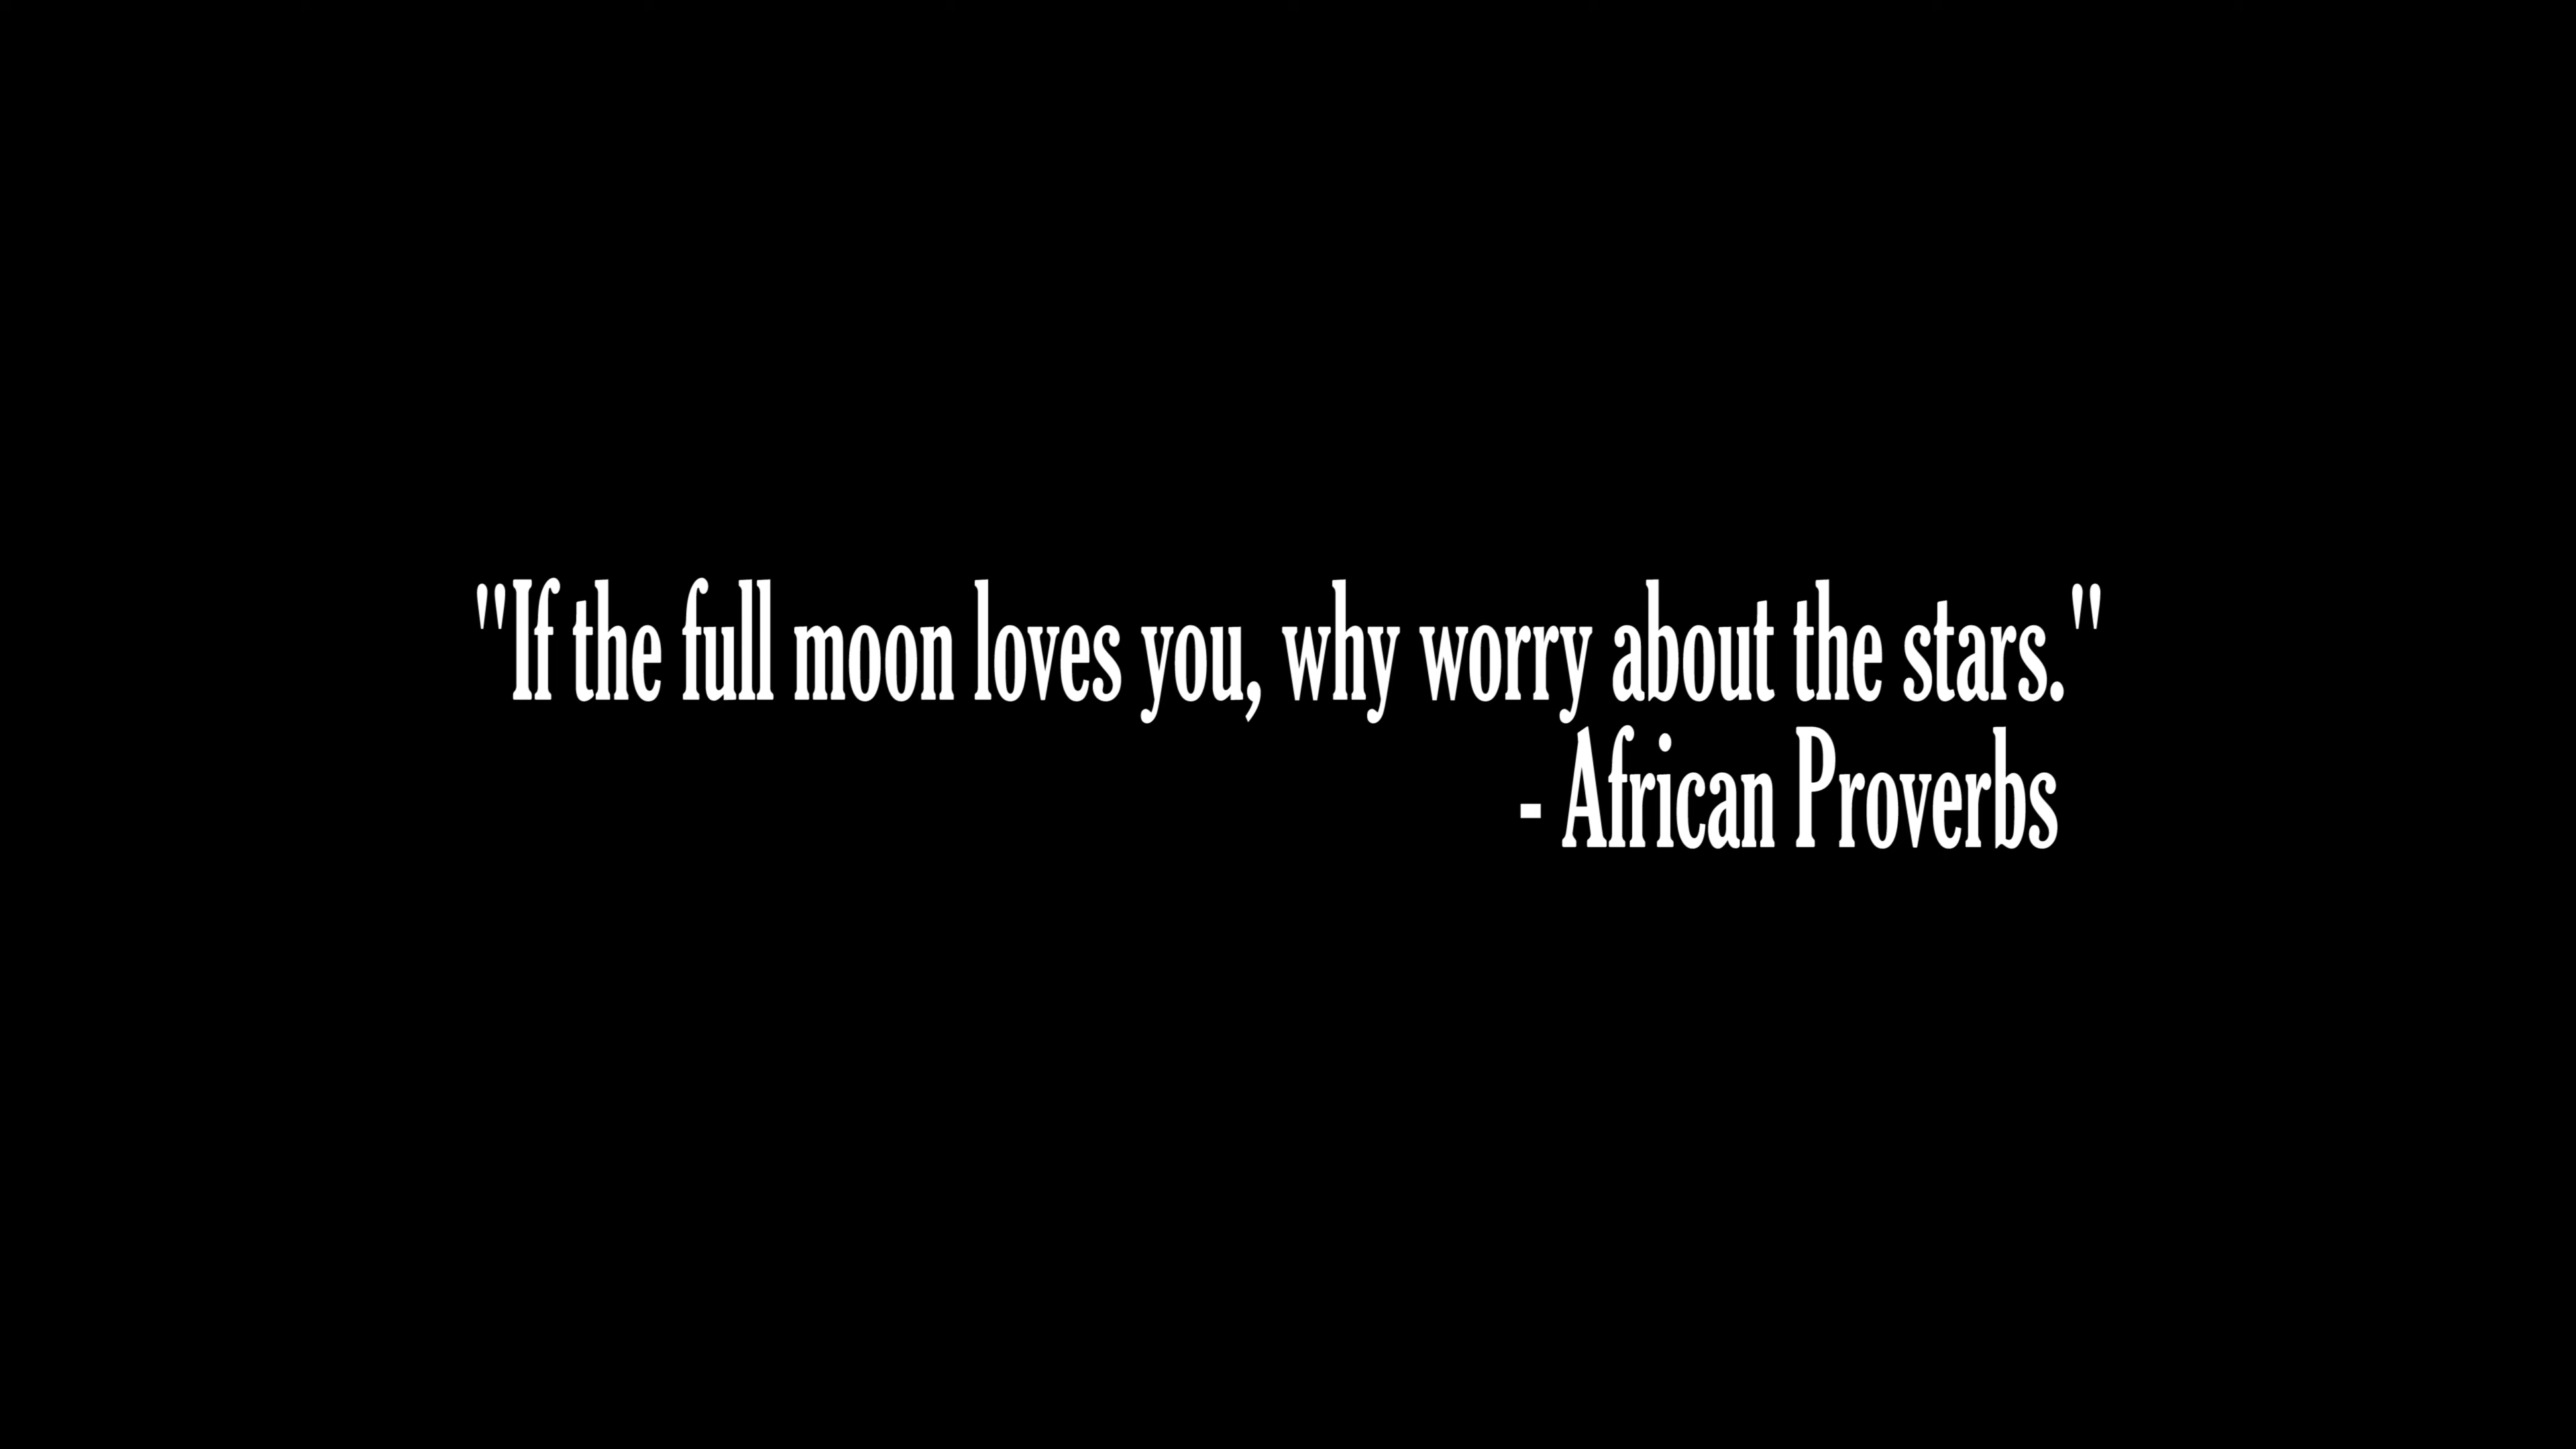 "If the full moon loves you, why worry about the stars."
- African Proverbs